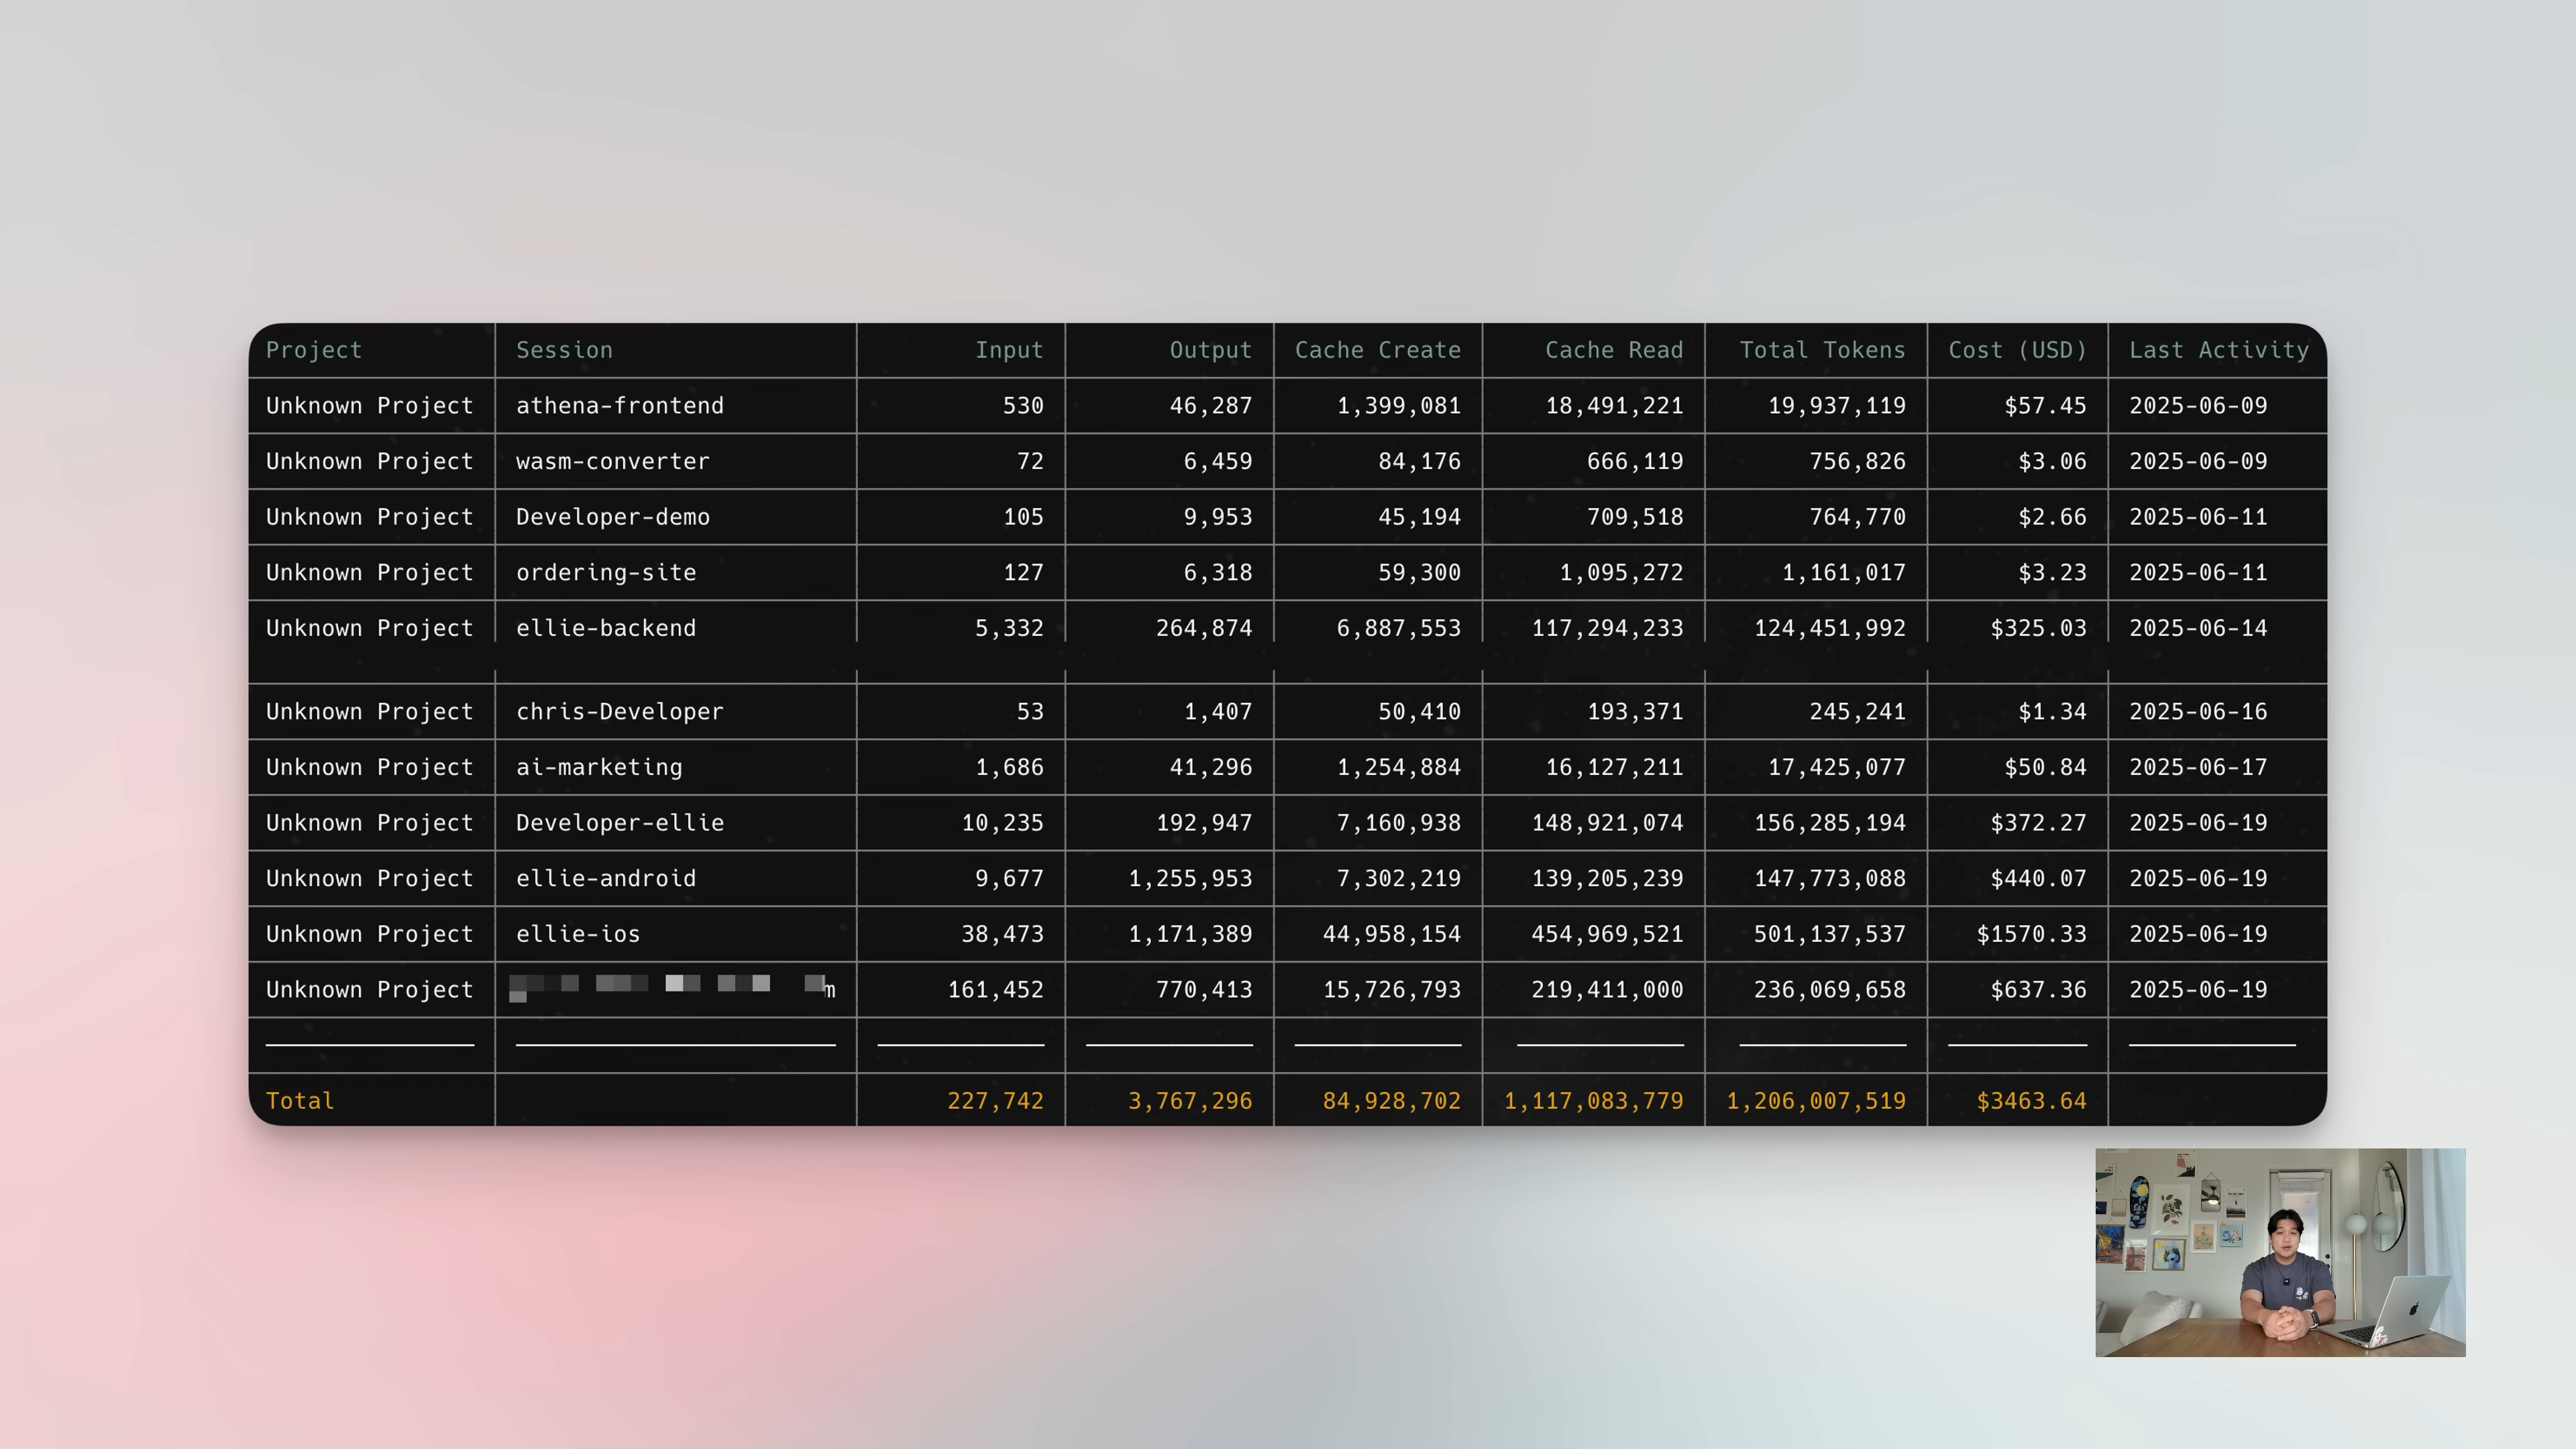 Project Session Input Output Cache Create Cache Read Total Tokens Cost (USD) Last Activity
Unknown Project athena-frontend 530 46,287 1,399,081 18,491,221 19,937,119 $57.45 2025-06-09
Unknown Project wasm-converter 72 6,459 84,176 666,119 756,826 $3.06 2025-06-09
Unknown Project Developer-demo 105 9,953 45,194 709,518 764,770 $2.66 2025-06-11
Unknown Project ordering-site 127 6,318 59,300 1,095,272 1,161,017 $3.23 2025-06-11
Unknown Project ellie-backend 5,332 264,874 6,887,553 117,294,233 124,451,992 $325.03 2025-06-14
Unknown Project chris-Developer 53 1,407 50,410 193,371 245,241 $1.34 2025-06-16
Unknown Project ai-marketing 1,686 41,296 1,254,884 16,127,211 17,425,077 $50.84 2025-06-17
Unknown Project Developer-ellie 10,235 192,947 7,160,938 148,921,074 156,285,194 $372.27 2025-06-19
Unknown Project ellie-android 9,677 1,255,953 7,302,219 139,205,239 147,773,088 $440.07 2025-06-19
Unknown Project ellie-ios 38,473 1,171,389 44,958,154 454,969,521 501,137,537 $1570.33 2025-06-19
Unknown Project 161,452 770,413 15,726,793 219,411,000 236,069,658 $637.36 2025-06-19
Total 227,742 3,767,296 84,928,702 1,117,083,779 1,206,007,519 $3463.64